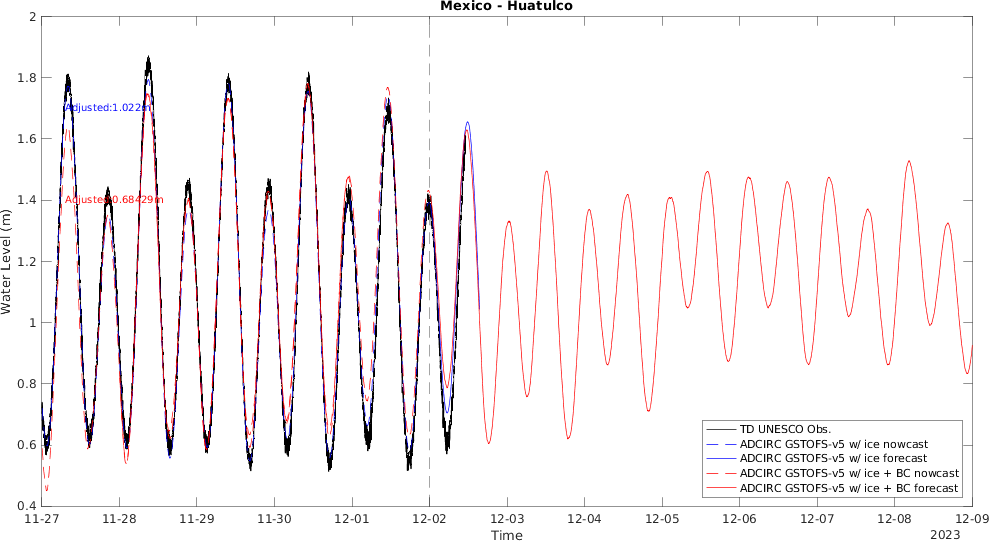 Mexico - Huatulco
2
1.8
1.6
1.4
1.2
1
0.8
0.6
0.4
Water Level (m)
Adjusted:1.022m
Adjusted:0.68429m
TD UNESCO Obs.
ADCIRC GSTOFS-v5 w/ ice nowcast
ADCIRC GSTOFS-v5 w/ ice forecast
ADCIRC GSTOFS-v5 w/ ice + BC nowcast
ADCIRC GSTOFS-v5 w/ ice + BC forecast
11-27 11-28 11-29 11-30 12-01 12-02 12-03 12-04 12-05 12-06 12-07 12-08 12-09
Time
2023